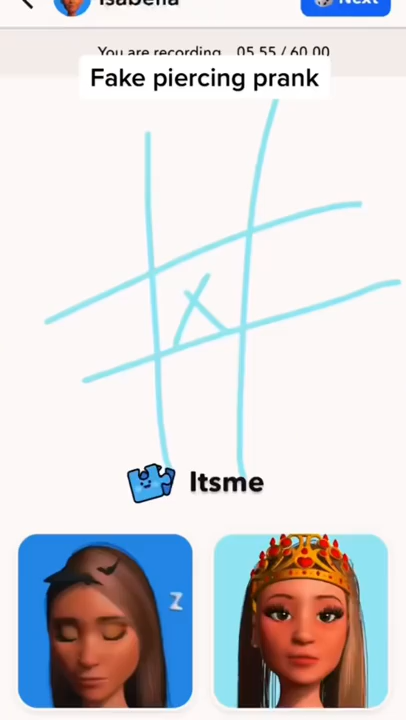 Isabella
Next
You are recording 05.55 / 60.00
Fake piercing prank
X
Itsme
Z